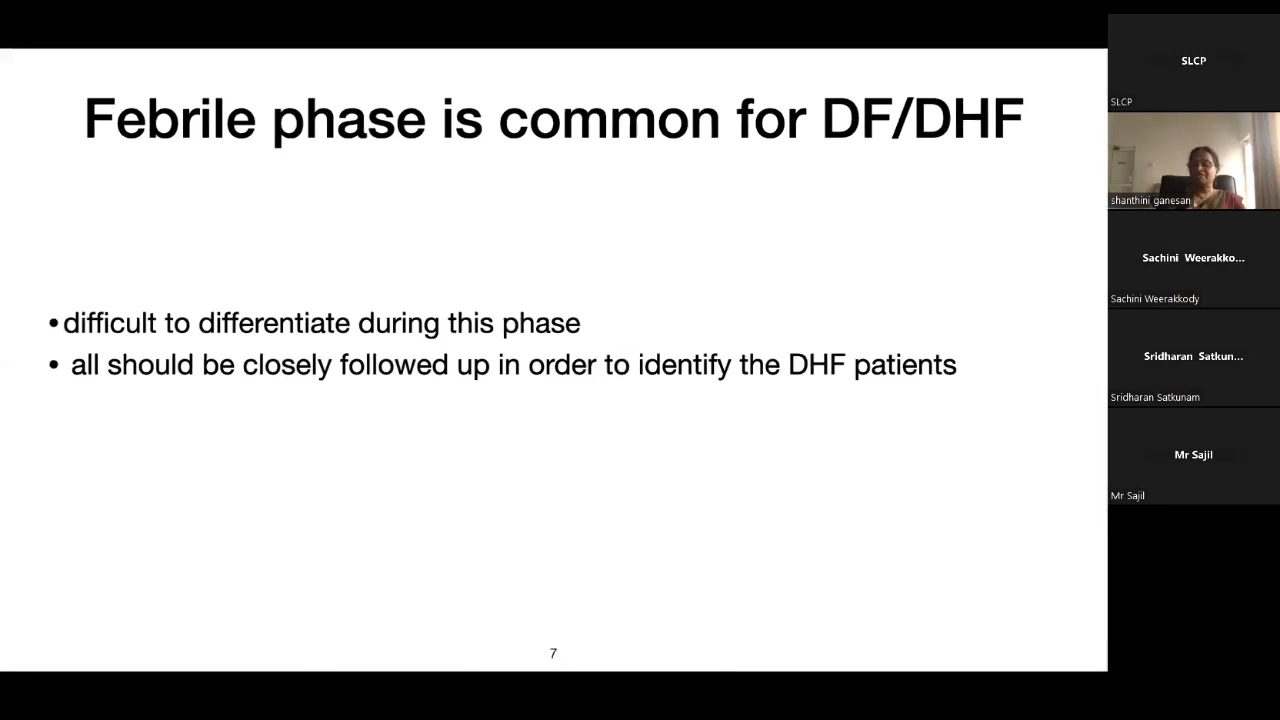 Febrile phase is common for DF/DHF
•difficult to differentiate during this phase
• all should be closely followed up in order to identify the DHF patients
7
SLCP
SLCP
shanthini ganesan
Sachini Weerakko...
Sachini Weerakkody
Sridharan Satkun...
Sridharan Satkunam
Mr Sajil
Mr Sajil